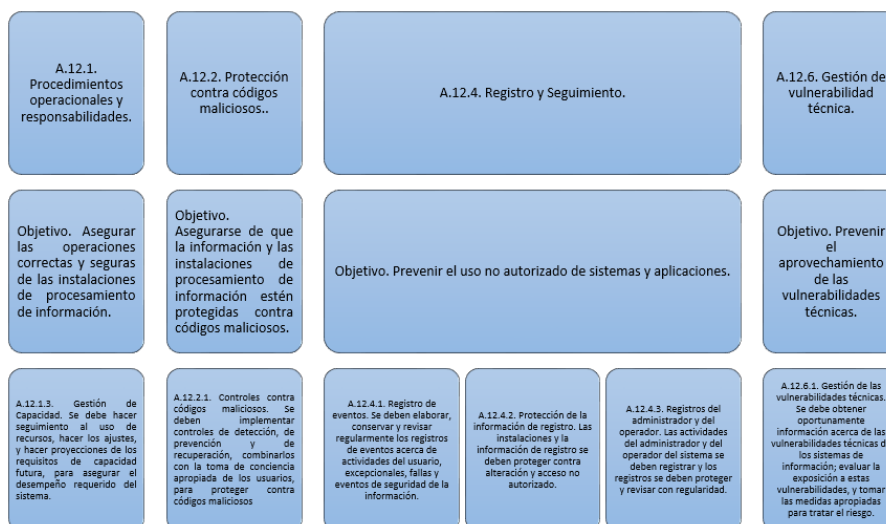 A.12.1.
Procedimientos
operacionales y
responsabilidades.
A.12.2. Protección
contra códigos
maliciosos..
A.12.4. Registro y Seguimiento.
A.12.6. Gestión de
vulnerabilidad
técnica.
Objetivo. Asegurar
las operaciones
correctas y seguras
de las instalaciones
de procesamiento
de información.
Objetivo.
Asegurarse de que
la información y las
instalaciones de
procesamiento de
información estén
protegidas contra
códigos maliciosos.
Objetivo. Prevenir el uso no autorizado de sistemas y aplicaciones.
Objetivo. Prevenir
el
aprovechamiento
de las
vulnerabilidades
técnicas.
A.12.1.3. Gestión de
Capacidad. Se debe hacer
seguimiento al uso de
recursos, hacer los ajustes,
y hacer proyecciones de los
requisitos de capacidad
futura, para asegurar el
desempeño requerido del
sistema.
A.12.2.1. Controles contra
códigos maliciosos. Se
deben implementar
controles de detección, de
prevención y de
recuperación, combinarlos
con la toma de conciencia
apropiada de los usuarios,
para proteger contra
códigos maliciosos
A.12.4.1. Registro de
eventos. Se deben elaborar,
conservar y revisar
regularmente los registros
de eventos acerca de
actividades del usuario,
excepcionales, fallas y
eventos de seguridad de la
información.
A.12.4.2. Protección de la
información de registro. Las
instalaciones y la
información de registro se
deben proteger contra
alteración y acceso no
autorizado.
A.12.4.3. Registros del
administrador y del
operador. Las actividades
del administrador y del
operador del sistema se
deben registrar y los
registros se deben proteger
y revisar con regularidad.
A.12.6.1. Gestión de las
vulnerabilidades técnicas.
Se debe obtener
oportunamente
información acerca de las
vulnerabilidades técnicas de
los sistemas de
información; evaluar la
exposición a estas
vulnerabilidades, y tomar
las medidas apropiadas
para tratar el riesgo.